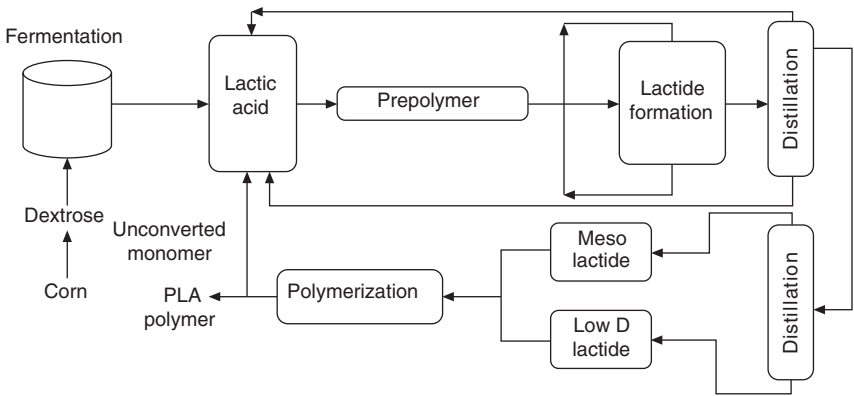 Fermentation
Lactic
acid
Prepolymer
Lactide
formation
Distillation
Dextrose
Corn
Unconverted
monomer
PLA
polymer
Polymerization
Meso
lactide
Low D
lactide
Distillation